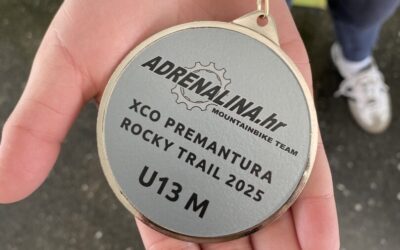 ADRENALINA.hr
MOUNTAINBIKE TEAM
XCO PREMANTURA
ROCKY TRAIL 2025
U13 M